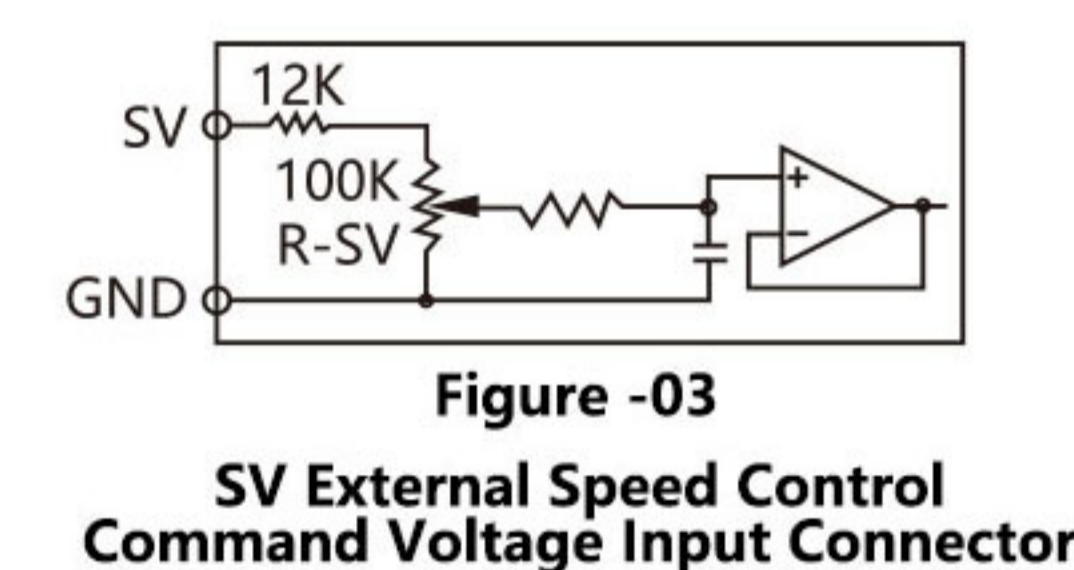 12K
SV
100K
R-SV
GND
+
−
Figure -03
SV External Speed Control
Command Voltage Input Connector